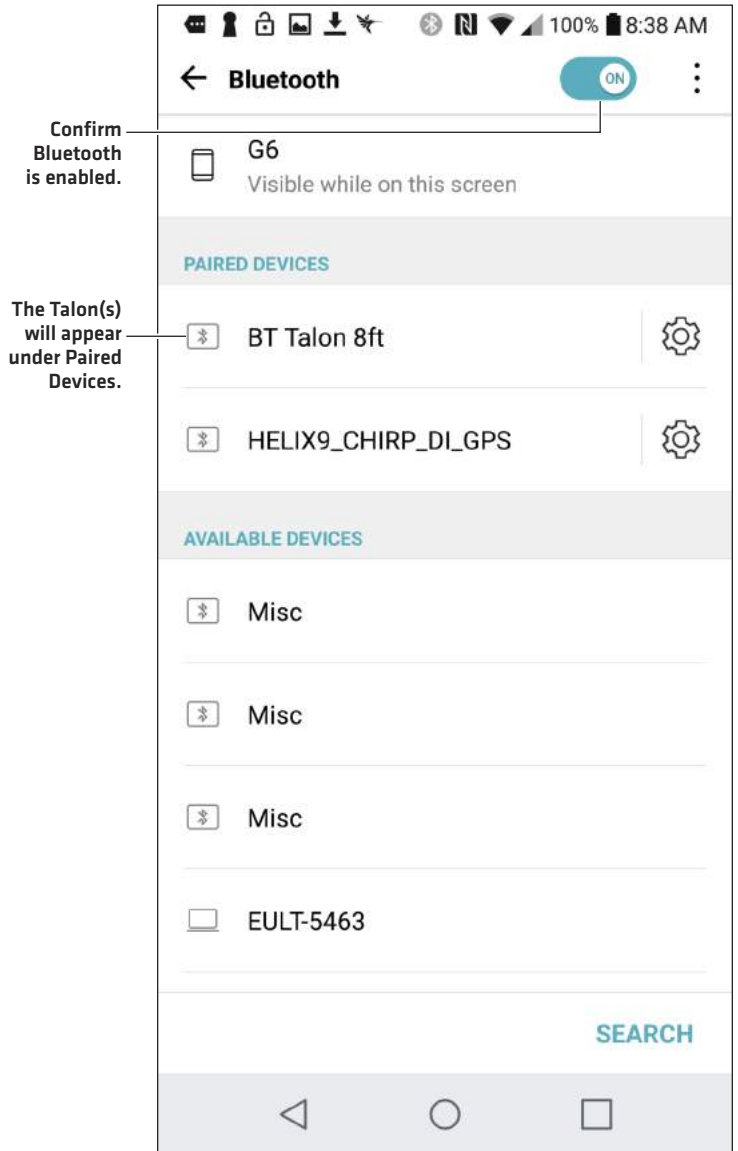 100% 8:38 AM
Bluetooth
ON
Confirm
Bluetooth
is enabled.
G6
Visible while on this screen
PAIRED DEVICES
The Talon(s)
will appear
under Paired
Devices.
BT Talon 8ft
HELIX9_CHIRP_DI_GPS
AVAILABLE DEVICES
Misc
Misc
Misc
EULT-5463
SEARCH